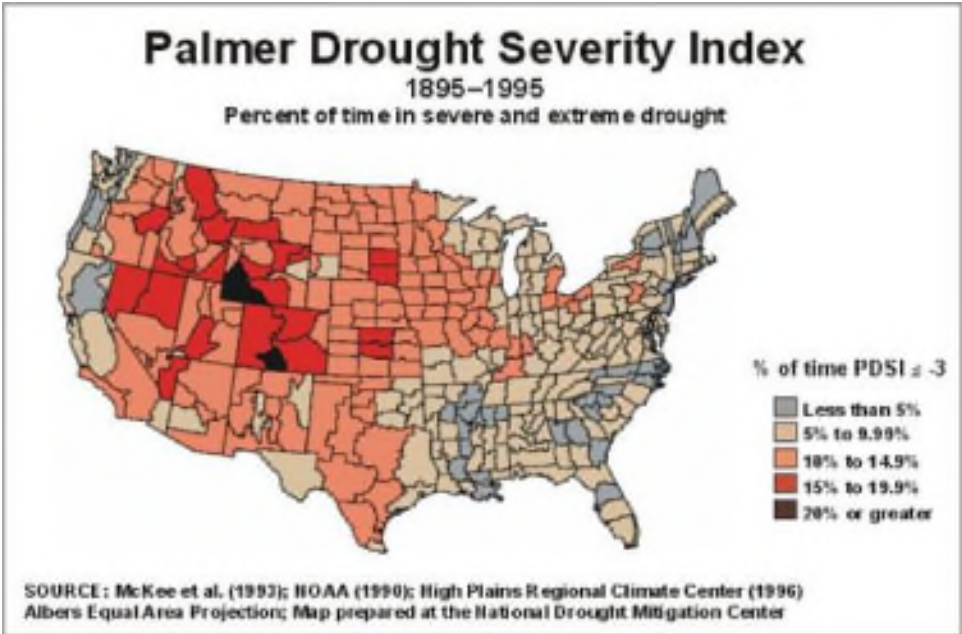 Palmer Drought Severity Index
1895–1995
Percent of time in severe and extreme drought
% of time PDSI ≤ -3
Less than 5%
5% to 9.99%
10% to 14.9%
15% to 19.9%
20% or greater
SOURCE: McKee et al. (1993); NOAA (1990); High Plains Regional Climate Center (1996)
Albers Equal Area Projection; Map prepared at the National Drought Mitigation Center